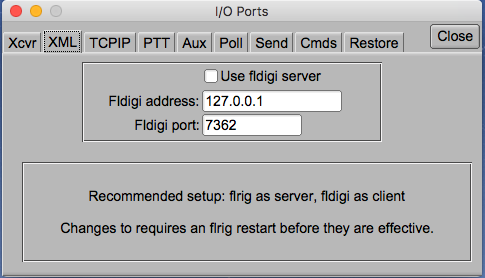 I/O Ports
Xcvr XML TCPIP PTT Aux Poll Send Cmds Restore Close
Use fldigi server
Fldigi address: 127.0.0.1
Fldigi port: 7362
Recommended setup: flrig as server, fldigi as client
Changes to requires an flrig restart before they are effective.